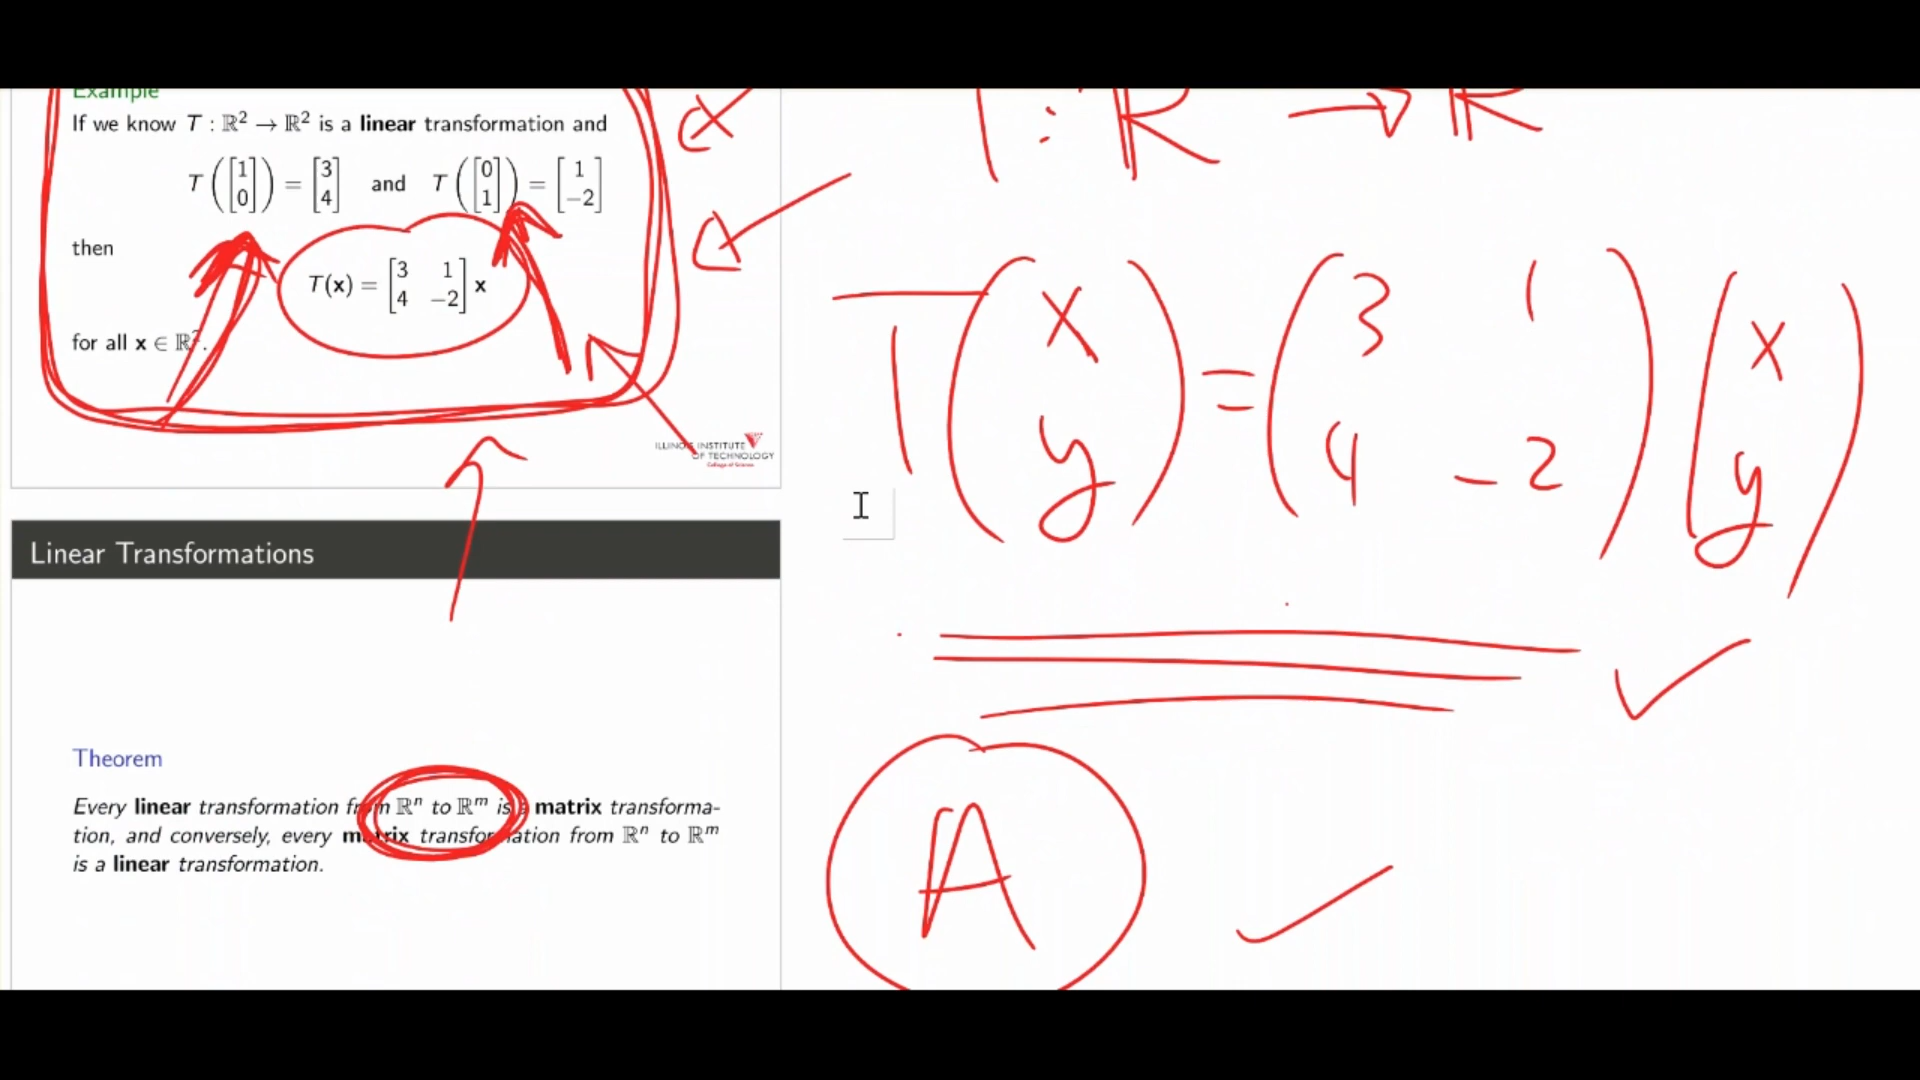 Example
If we know T : ℝ² → ℝ² is a linear transformation and
T([1 0]) = [3 4] and T([0 1]) = [1 −2]
then
T(x) = [3 1 4 −2] x
for all x ∈ ℝ².
ILLINOIS INSTITUTE
OF TECHNOLOGY
College of Science
Linear Transformations
Theorem
Every linear transformation from ℝⁿ to ℝᵐ is a matrix transforma-
tion, and conversely, every matrix transformation from ℝⁿ to ℝᵐ
is a linear transformation.
T : ℝ → ℝ
T(x y) = (3 1 4 −2)(x y)
A